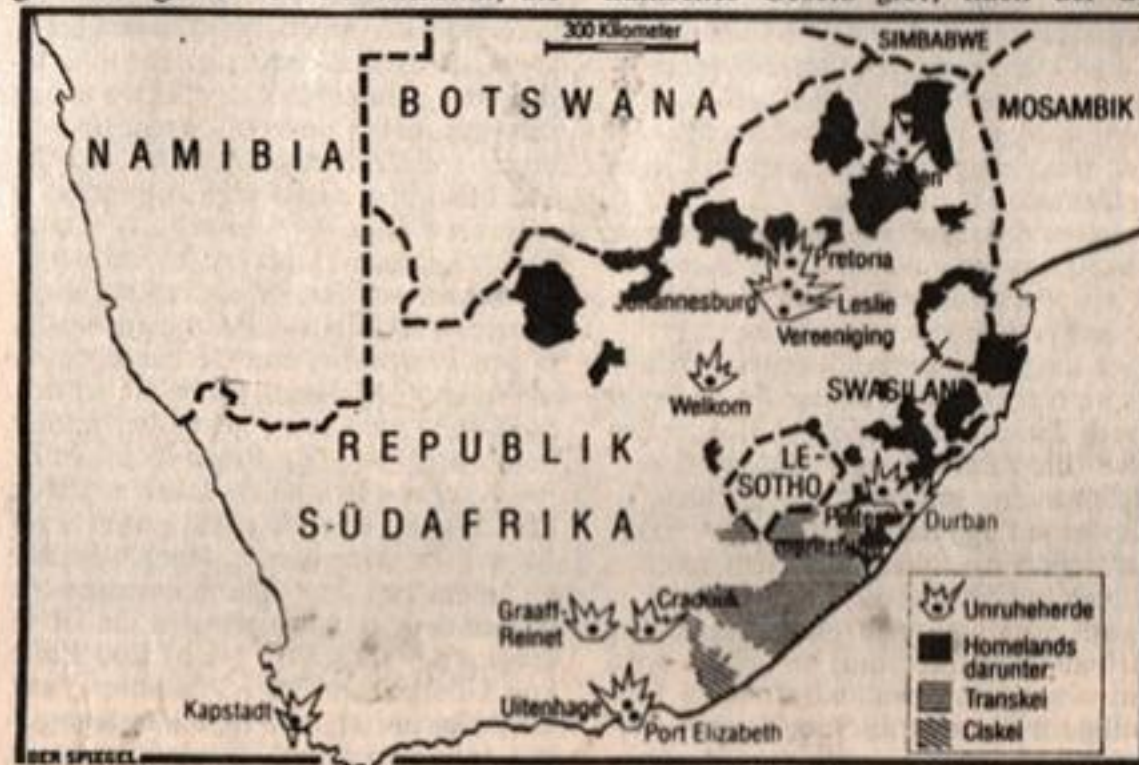 300 Kilometer
SIMBABWE
BOTSWANA
MOSAMBIK
NAMIBIA
Pretoria
Johannesburg
Leslie
Vereeniging
SWASILAND
Welkom
REPUBLIK
LE-
SOTHO
SÜDAFRIKA
Durban
Graaff-
Reinet
Cradock
Unruheherde
Homelands
darunter:
Transkei
Ciskei
Kapstadt
Uitenhage
Port Elizabeth
DER SPIEGEL